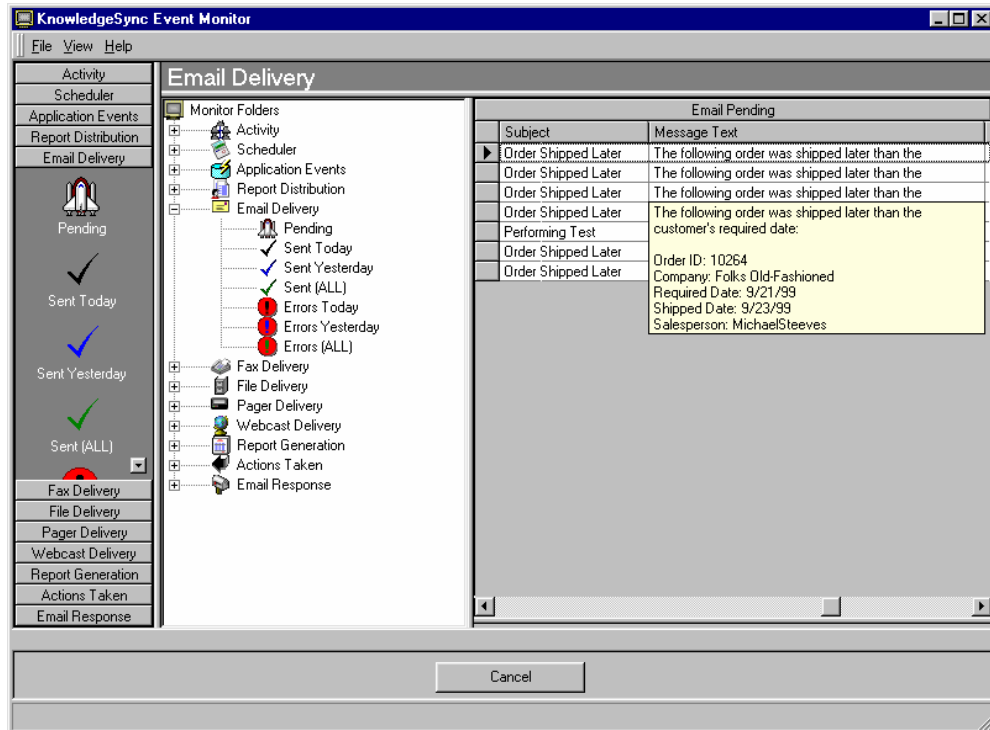 KnowledgeSync Event Monitor
File View Help
Activity
Scheduler
Application Events
Report Distribution
Email Delivery
Pending
Sent Today
Sent Yesterday
Sent (ALL)
Fax Delivery
File Delivery
Pager Delivery
Webcast Delivery
Report Generation
Actions Taken
Email Response
Email Delivery
Monitor Folders
Activity
Scheduler
Application Events
Report Distribution
Email Delivery
Pending
Sent Today
Sent Yesterday
Sent (ALL)
Errors Today
Errors Yesterday
Errors (ALL)
Fax Delivery
File Delivery
Pager Delivery
Webcast Delivery
Report Generation
Actions Taken
Email Response
Email Pending
Subject Message Text
Order Shipped Later The following order was shipped later than the
Order Shipped Later The following order was shipped later than the
Order Shipped Later The following order was shipped later than the
Order Shipped Later
Performing Test
Order Shipped Later
Order Shipped Later
The following order was shipped later than the
customer's required date:
Order ID: 10264
Company: Folks Old-Fashioned
Required Date: 9/21/99
Shipped Date: 9/23/99
Salesperson: MichaelSteeves
Cancel